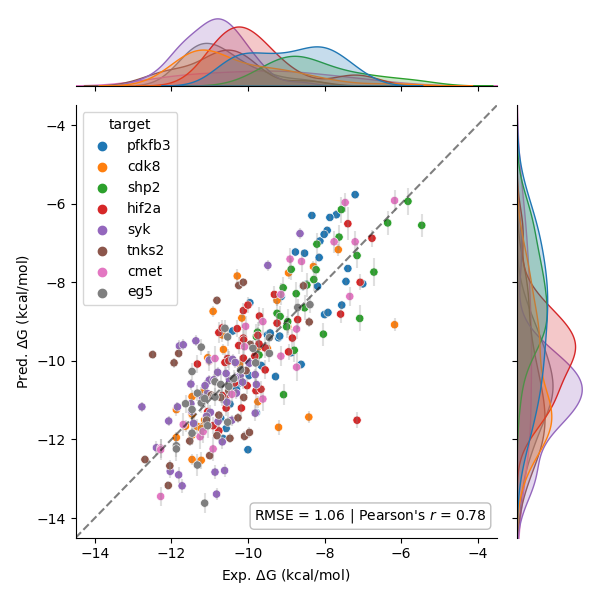 target
pfkfb3
cdk8
shp2
hif2a
syk
tnks2
cmet
eg5
−4
−6
−8
−10
−12
−14
Pred. ΔG (kcal/mol)
RMSE = 1.06 | Pearson's r = 0.78
−14 −12 −10 −8 −6 −4
Exp. ΔG (kcal/mol)